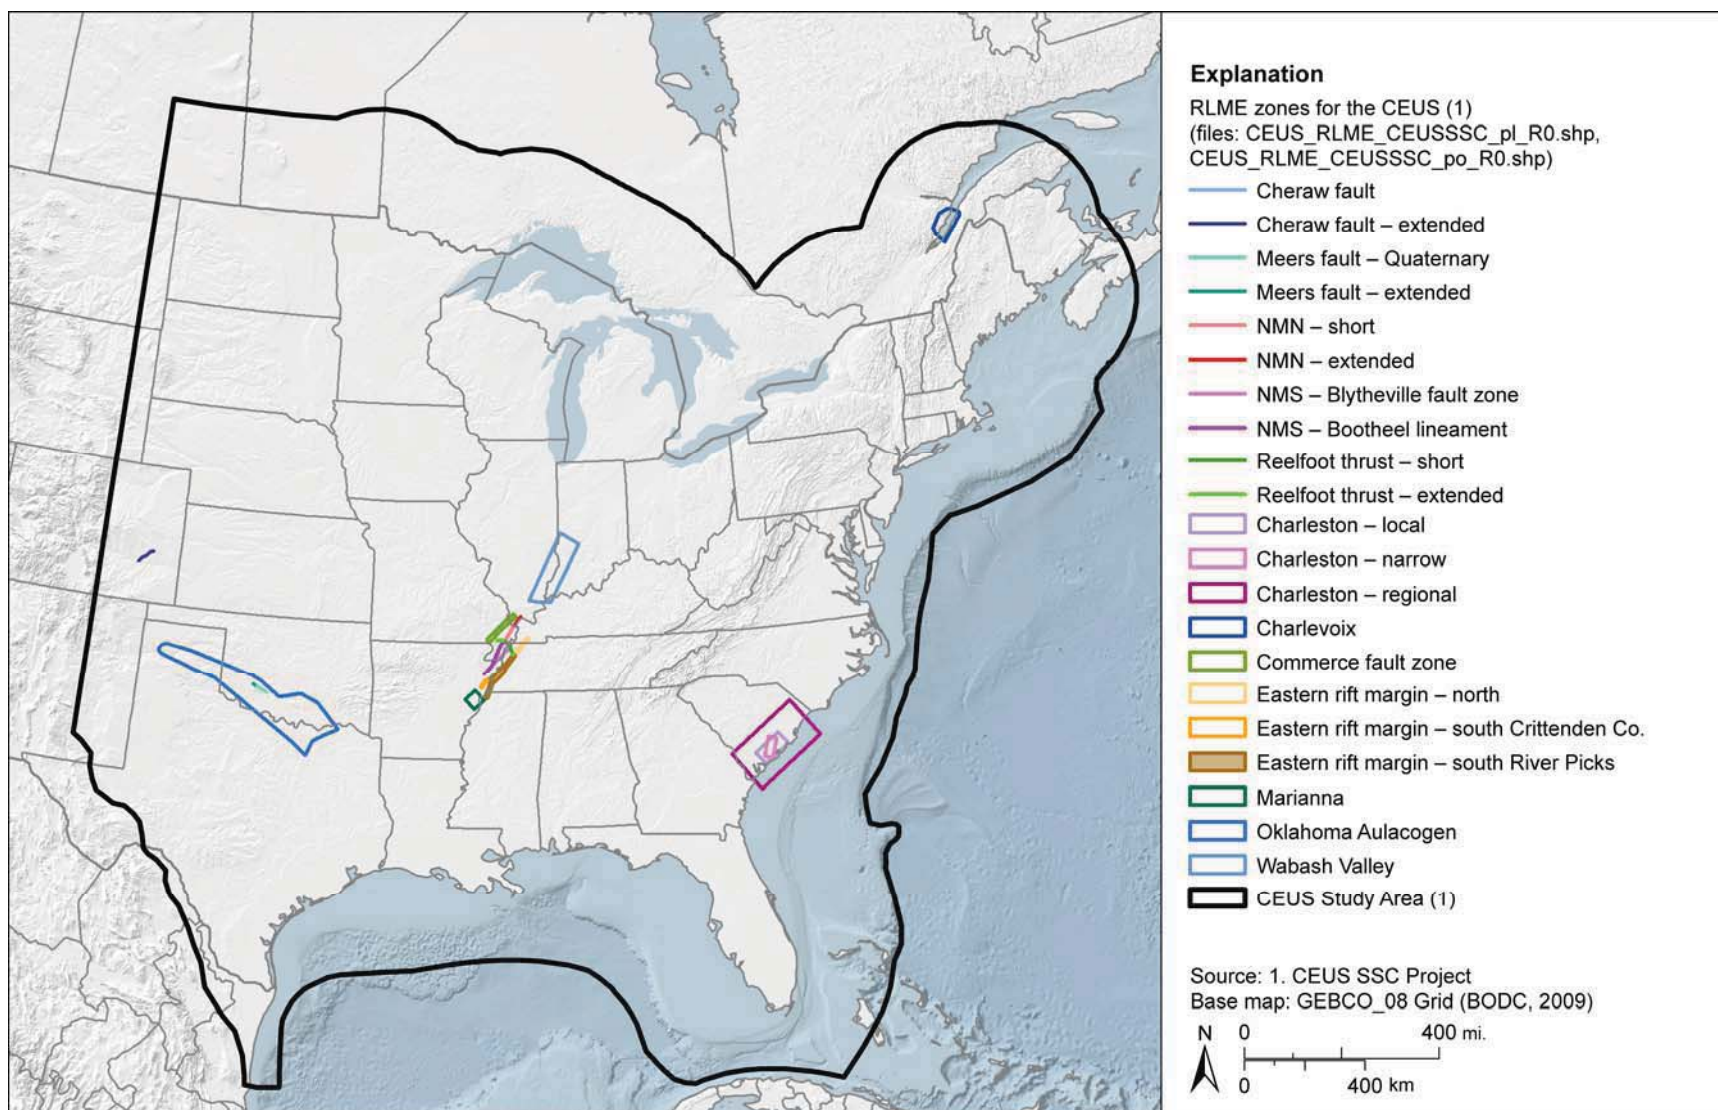 Explanation
RLME zones for the CEUS (1)
(files: CEUS_RLME_CEUSSSC_pl_R0.shp,
CEUS_RLME_CEUSSSC_po_R0.shp)
Cheraw fault
Cheraw fault – extended
Meers fault – Quaternary
Meers fault – extended
NMN – short
NMN – extended
NMS – Blytheville fault zone
NMS – Bootheel lineament
Reelfoot thrust – short
Reelfoot thrust – extended
Charleston – local
Charleston – narrow
Charleston – regional
Charlevoix
Commerce fault zone
Eastern rift margin – north
Eastern rift margin – south Crittenden Co.
Eastern rift margin – south River Picks
Marianna
Oklahoma Aulacogen
Wabash Valley
CEUS Study Area (1)
Source: 1. CEUS SSC Project
Base map: GEBCO_08 Grid (BODC, 2009)
N 0 400 mi.
0 400 km